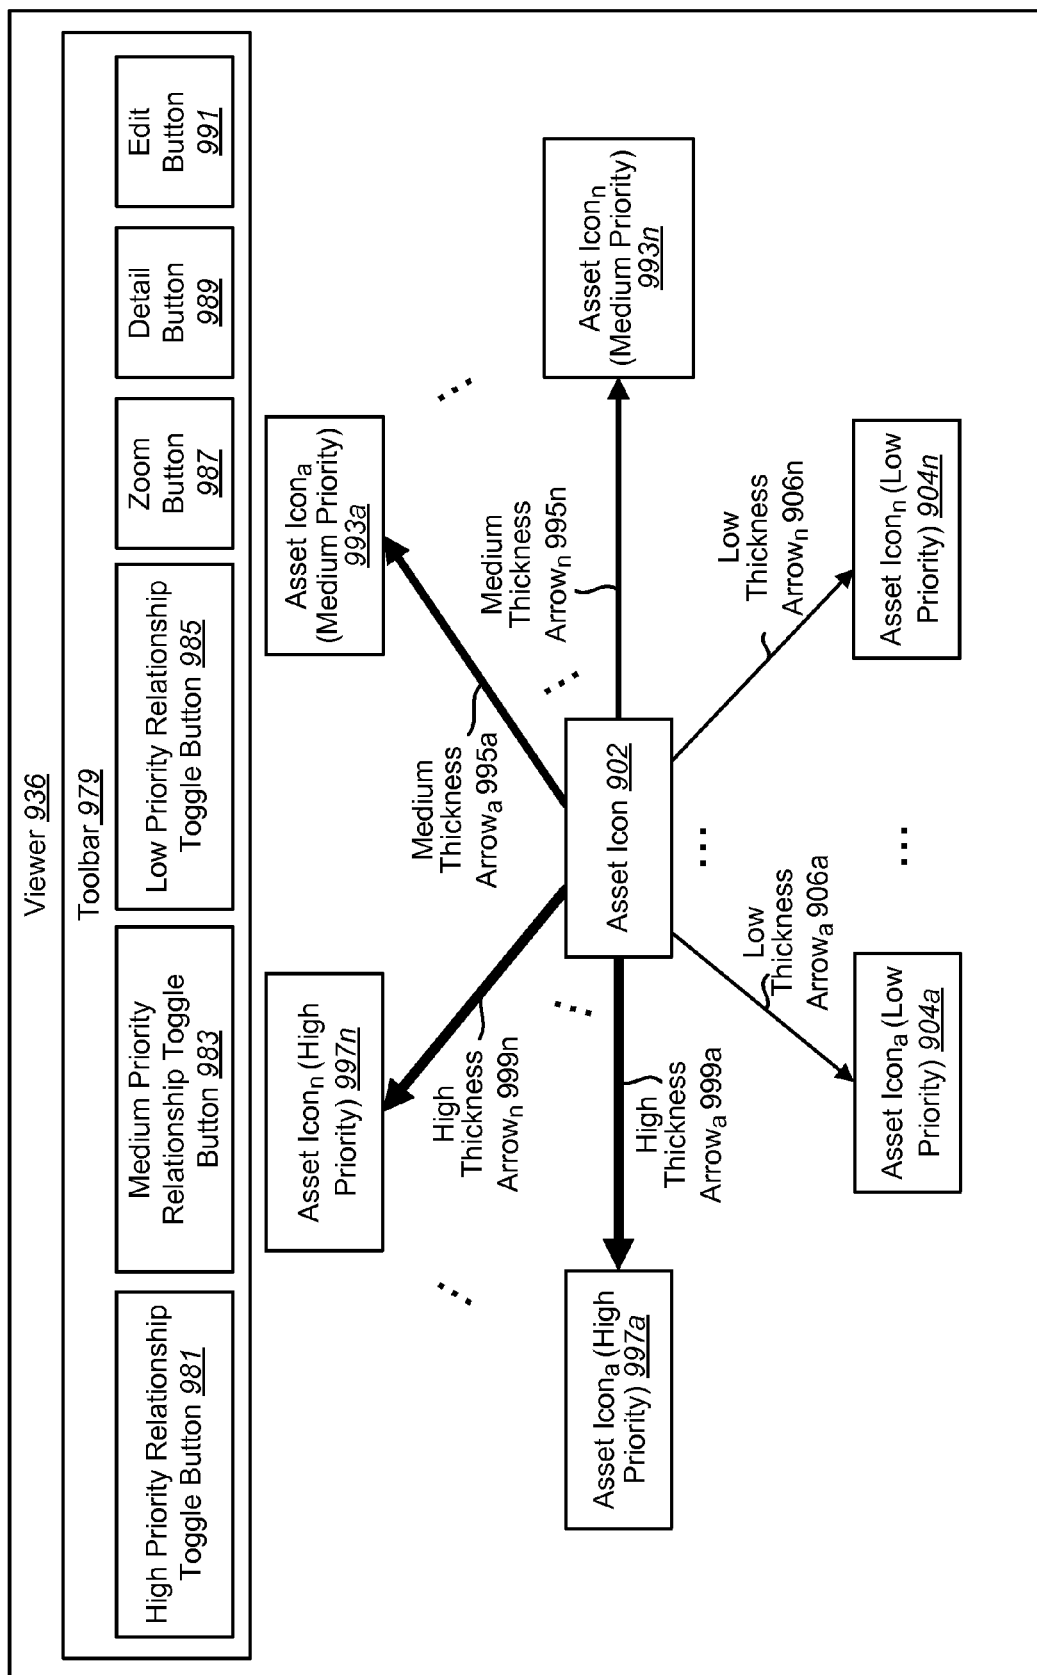 Viewer 936
Toolbar 979
High Priority Relationship
Toggle Button 981
Medium Priority
Relationship Toggle
Button 983
Low Priority Relationship
Toggle Button 985
Zoom
Button
987
Detail
Button
989
Edit
Button
991
Asset Iconn (High
Priority) 997n
Asset Icona
(Medium Priority)
993a
High
Thickness
Arrown 999n
Medium
Thickness
Arrowa 995a
Medium
Thickness
Arrown 995n
Asset Icona (High
Priority) 997a
High
Thickness
Arrowa 999a
Asset Icon 902
Asset Iconn
(Medium Priority)
993n
Low
Thickness
Arrowa 906a
Low
Thickness
Arrown 906n
Asset Icona (Low
Priority) 904a
Asset Iconn (Low
Priority) 904n